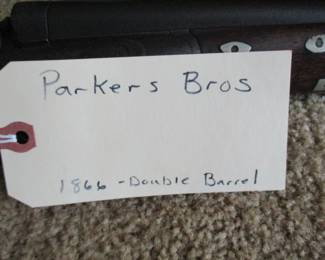 Parkers Bros
1866 - Double Barrel